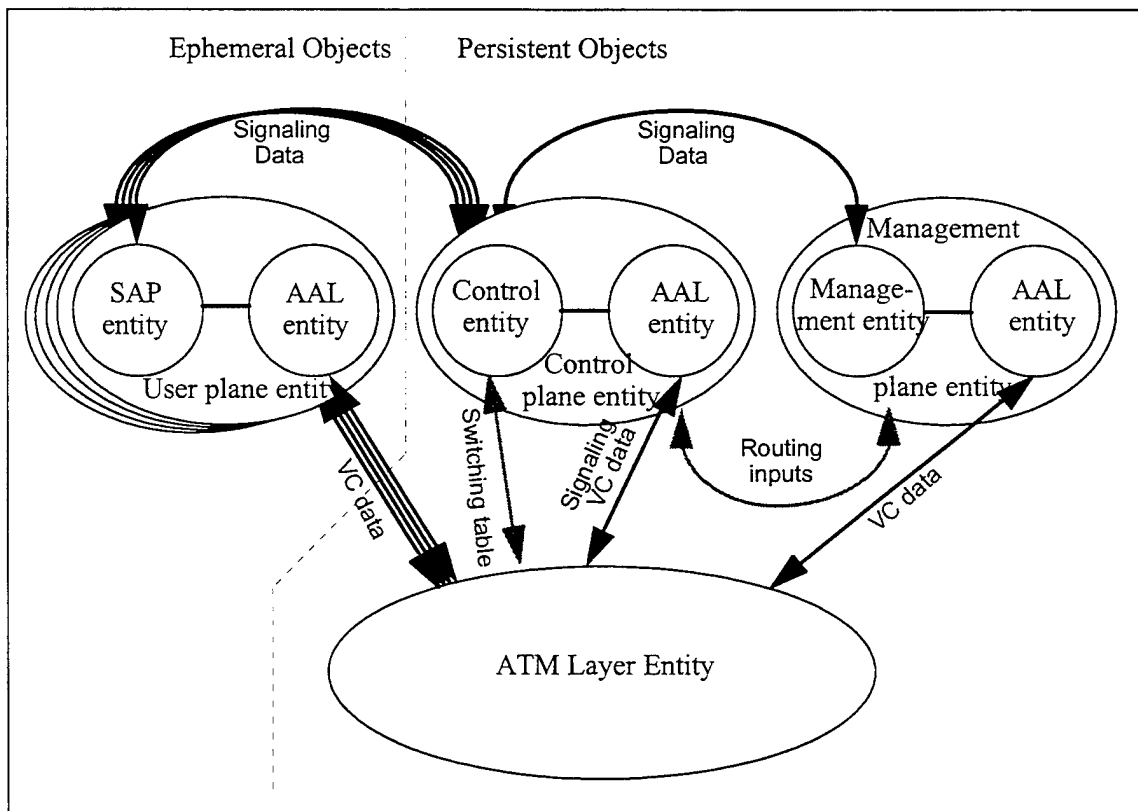 Ephemeral Objects
Persistent Objects
Signaling
Data
Signaling
Data
SAP
entity
AAL
entity
User plane entit
Control
entity
AAL
entity
Control
plane entity
Management
Manage-
ment entity
AAL
entity
plane entity
VC data
Switching table
Signaling
VC data
Routing
inputs
VC data
ATM Layer Entity